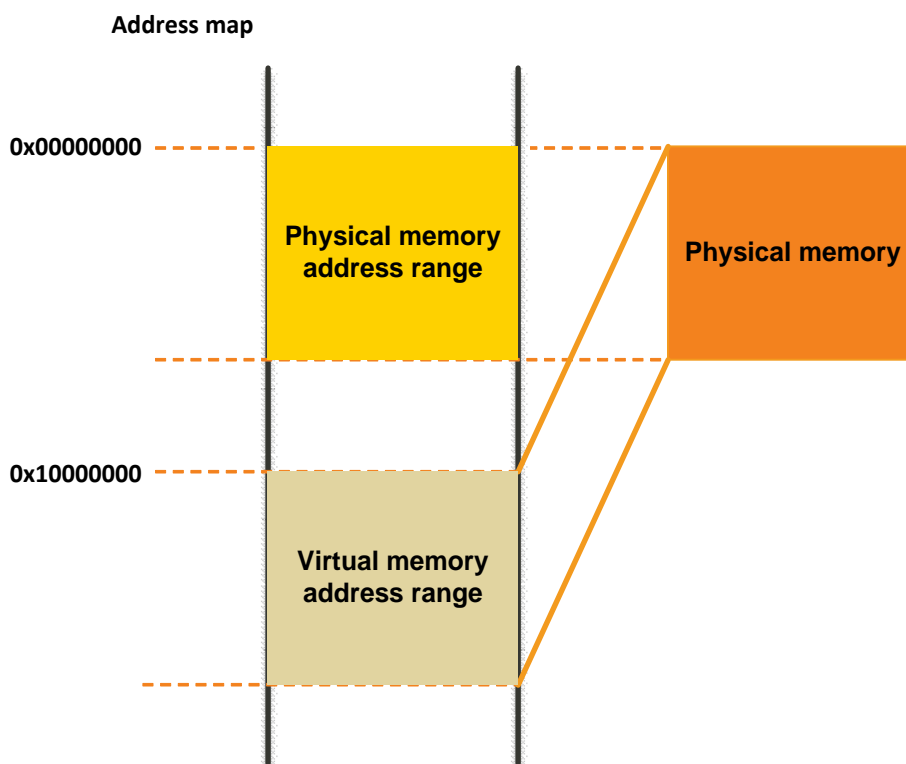 Address map
0x00000000
Physical memory
address range
Physical memory
0x10000000
Virtual memory
address range